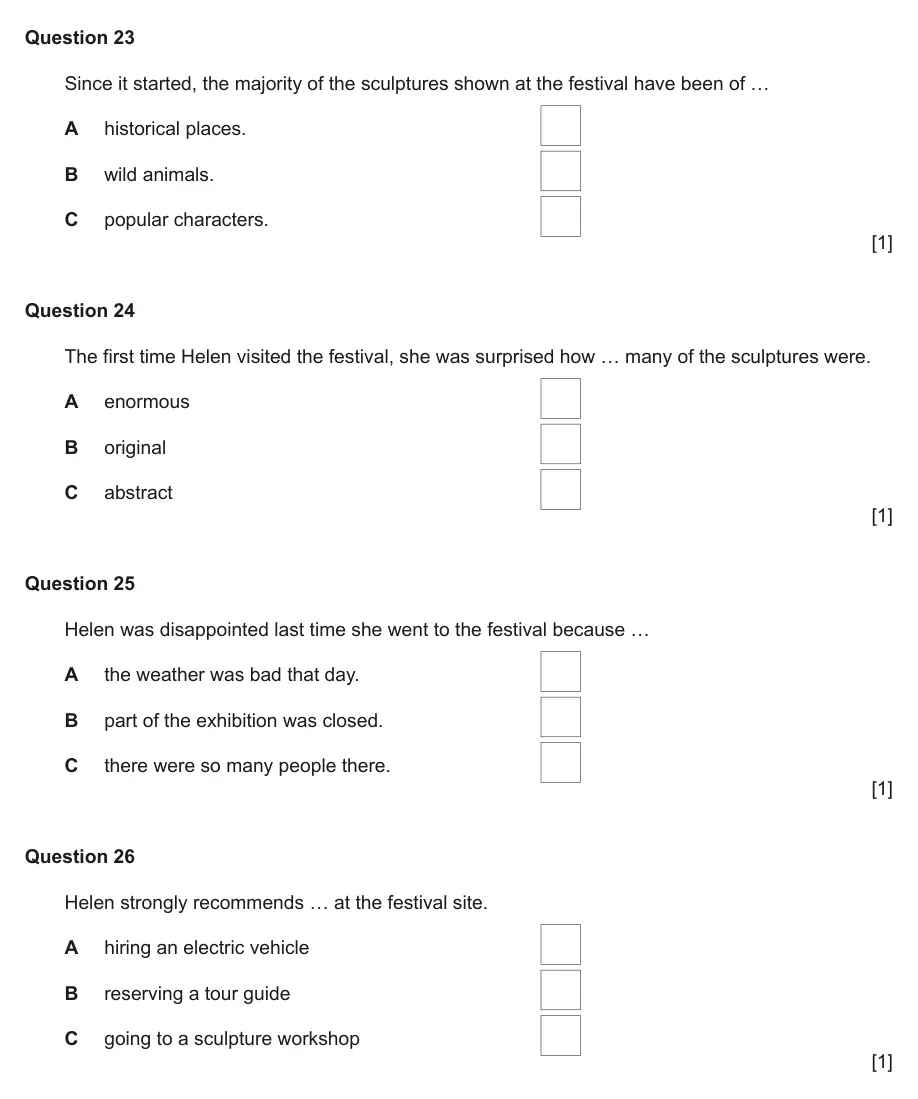 Question 23
Since it started, the majority of the sculptures shown at the festival have been of …
A historical places.
B wild animals.
C popular characters.
[1]
Question 24
The first time Helen visited the festival, she was surprised how … many of the sculptures were.
A enormous
B original
C abstract
[1]
Question 25
Helen was disappointed last time she went to the festival because …
A the weather was bad that day.
B part of the exhibition was closed.
C there were so many people there.
[1]
Question 26
Helen strongly recommends … at the festival site.
A hiring an electric vehicle
B reserving a tour guide
C going to a sculpture workshop
[1]